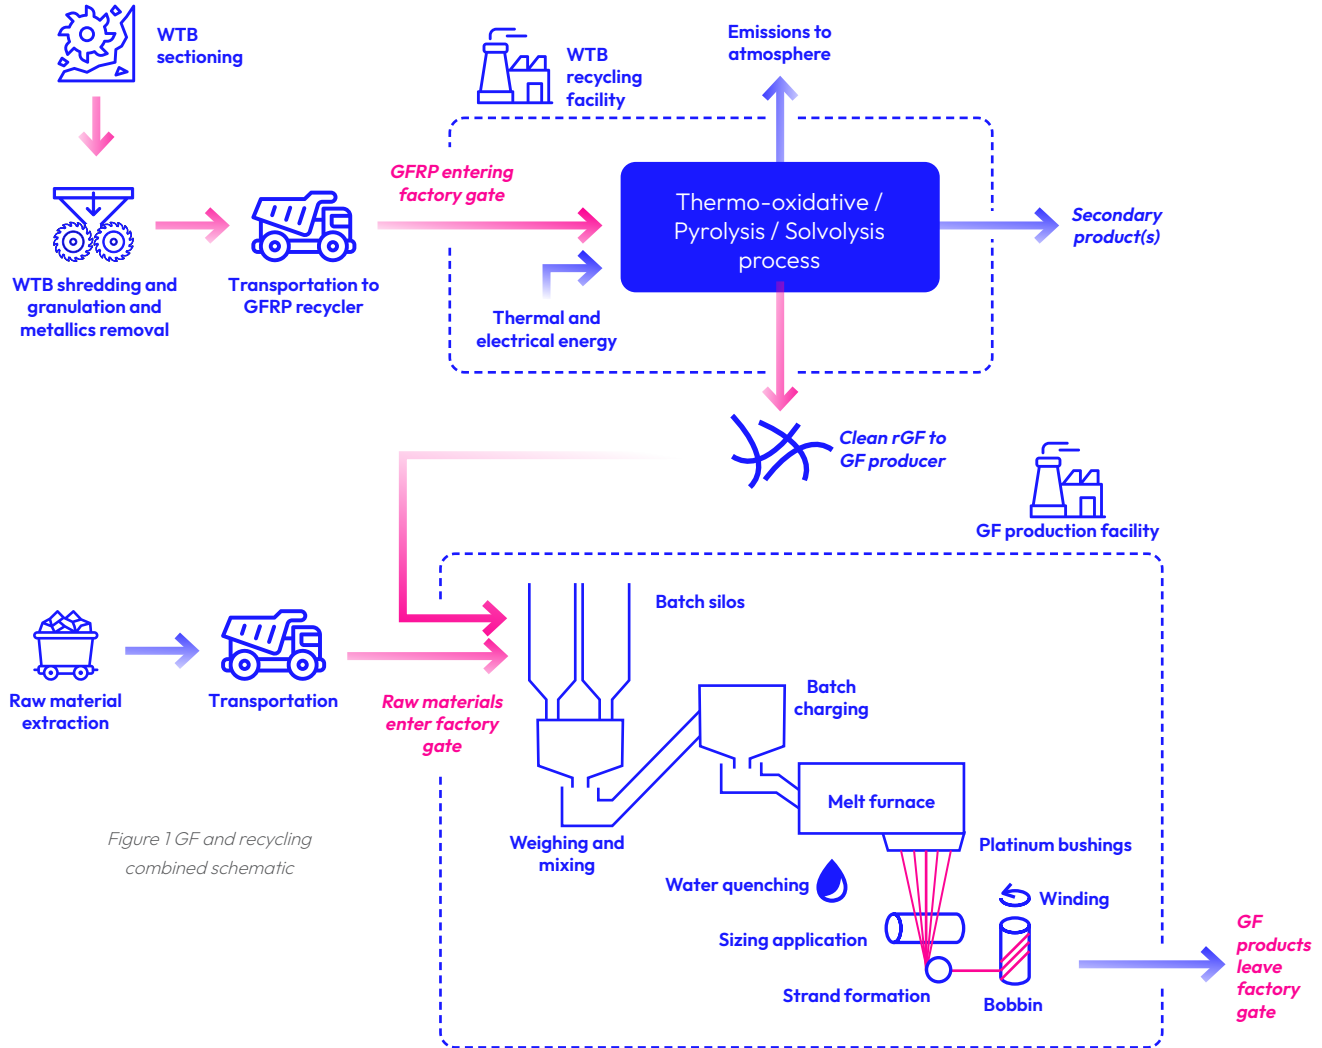 WTB
sectioning
WTB
recycling
facility
Emissions to
atmosphere
GFRP entering
factory gate
Thermo-oxidative /
Pyrolysis / Solvolysis
process
Secondary
product(s)
WTB shredding and
granulation and
metallics removal
Transportation to
GFRP recycler
Thermal and
electrical energy
Clean rGF to
GF producer
GF production facility
Batch silos
Raw material
extraction
Transportation
Raw materials
enter factory
gate
Batch
charging
Melt furnace
Figure 1 GF and recycling
combined schematic
Weighing and
mixing
Platinum bushings
Water quenching
Winding
Sizing application
Strand formation
Bobbin
GF
products
leave
factory
gate